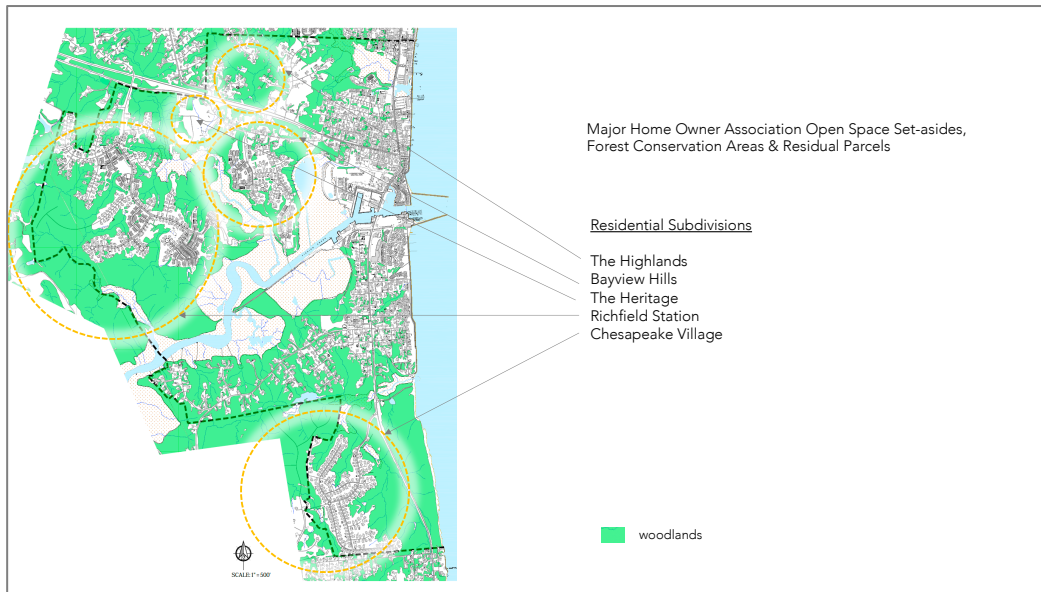 Major Home Owner Association Open Space Set-asides,
Forest Conservation Areas & Residual Parcels
Residential Subdivisions
The Highlands
Bayview Hills
The Heritage
Richfield Station
Chesapeake Village
woodlands
SCALE: 1" = 500'